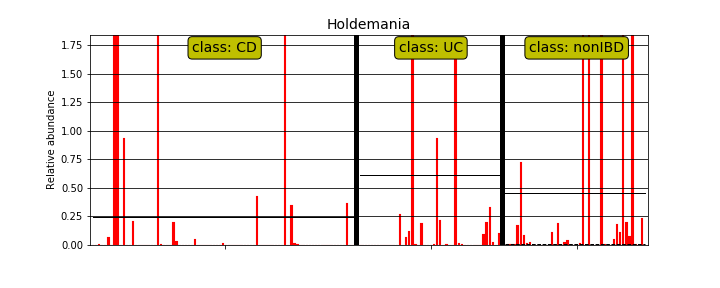 Holdemania
class: CD
class: UC
class: nonIBD
Relative abundance
1.75
1.50
1.25
1.00
0.75
0.50
0.25
0.00